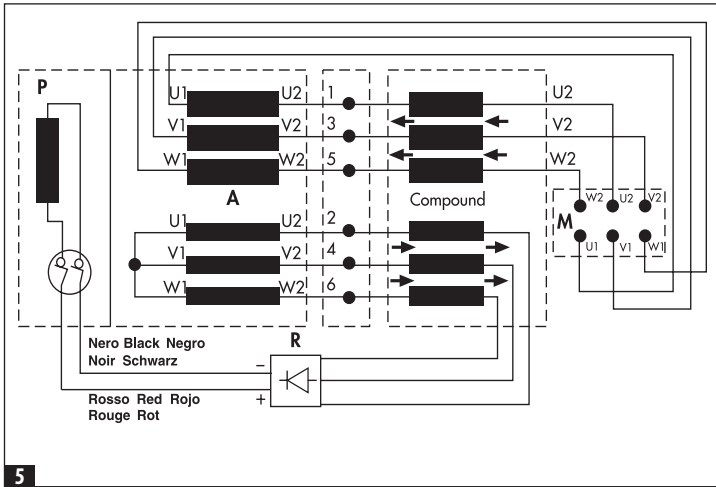 P
U1 U2 1 U2
V1 V2 3 V2
W1 W2 5 W2
A
Compound
W2 U2 V2
M
U1 V1 W1
U1 U2 2
V1 V2 4
W1 W2 6
R
Nero Black Negro
Noir Schwarz
−
+
Rosso Red Rojo
Rouge Rot
5